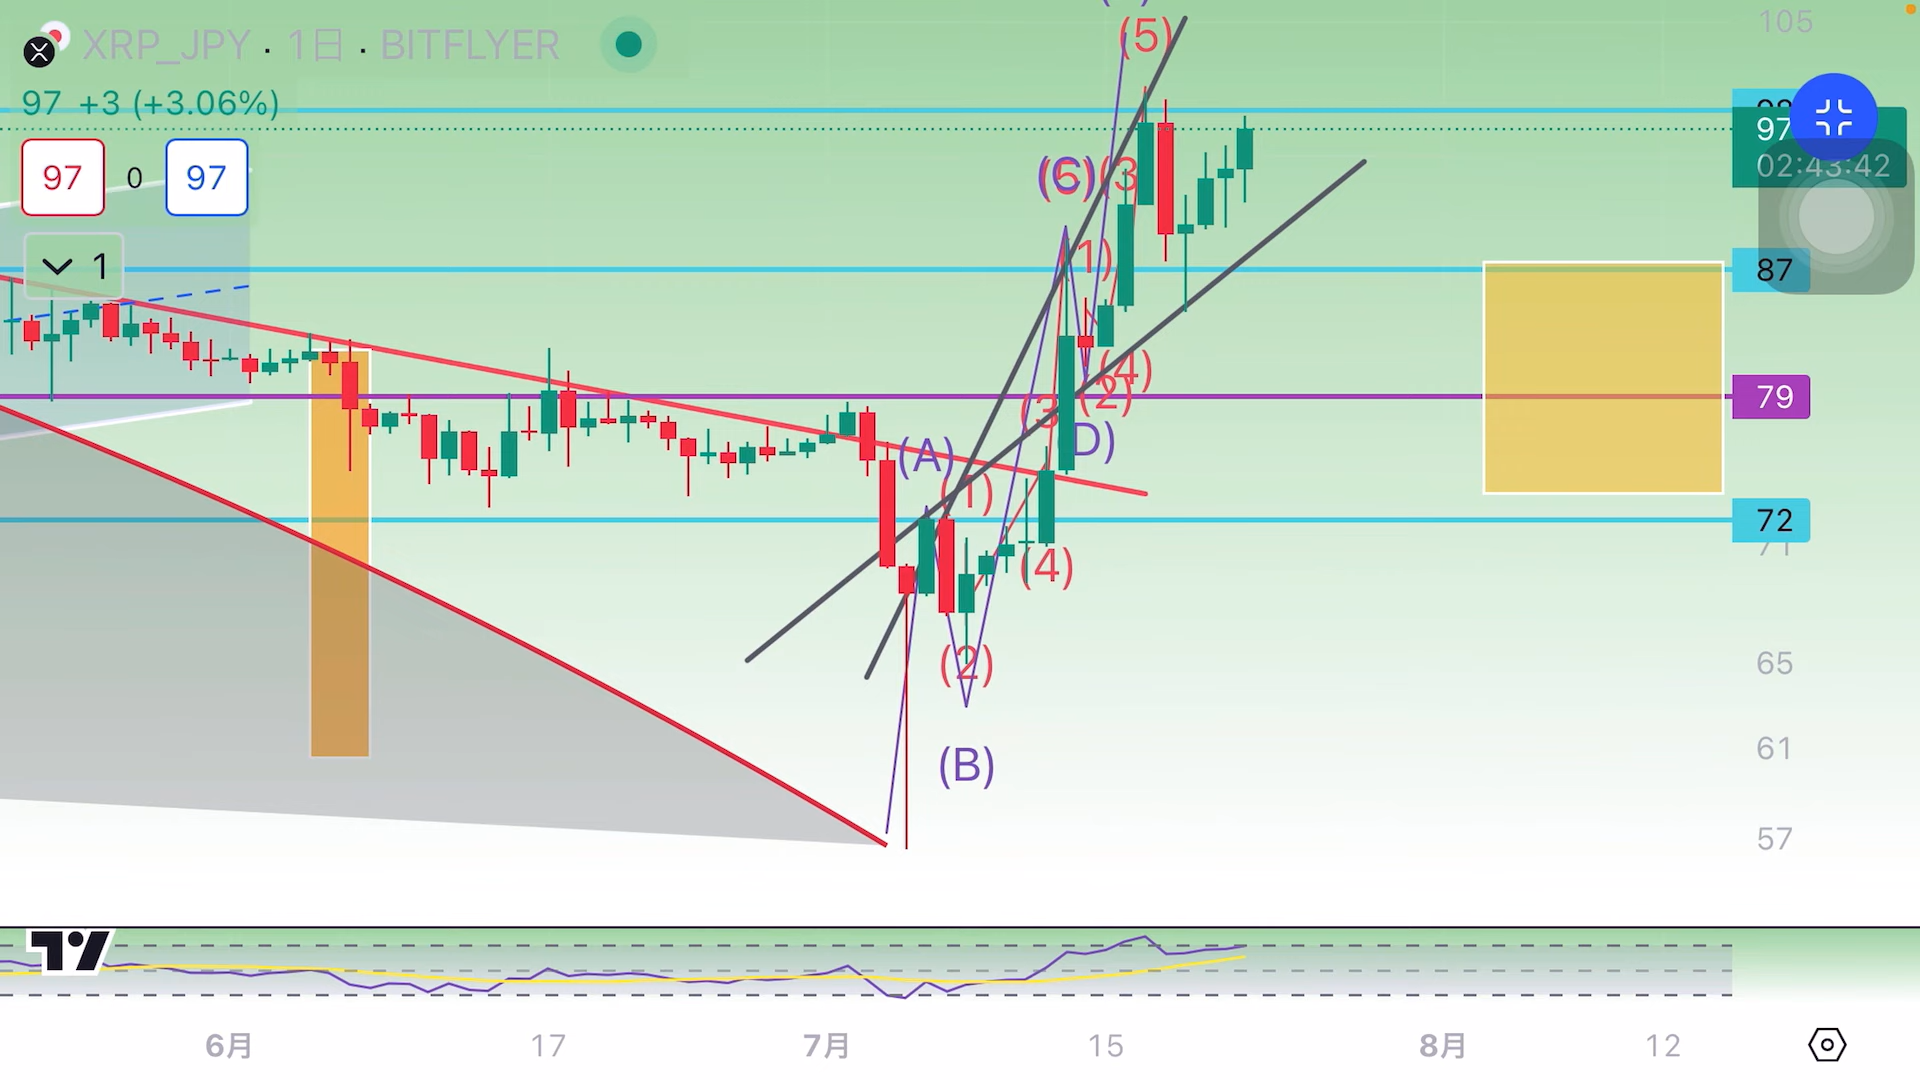 XRP_JPY · 1日 · BITFLYER
97 +3 (+3.06%)
97 0 97
1
105
97
02:43:42
87
79
72
71
65
61
57
(5)
(C)
(1)
(4)
(2)
(A)
(1)
(4)
(2)
(B)
6月 17 7月 15 8月 12